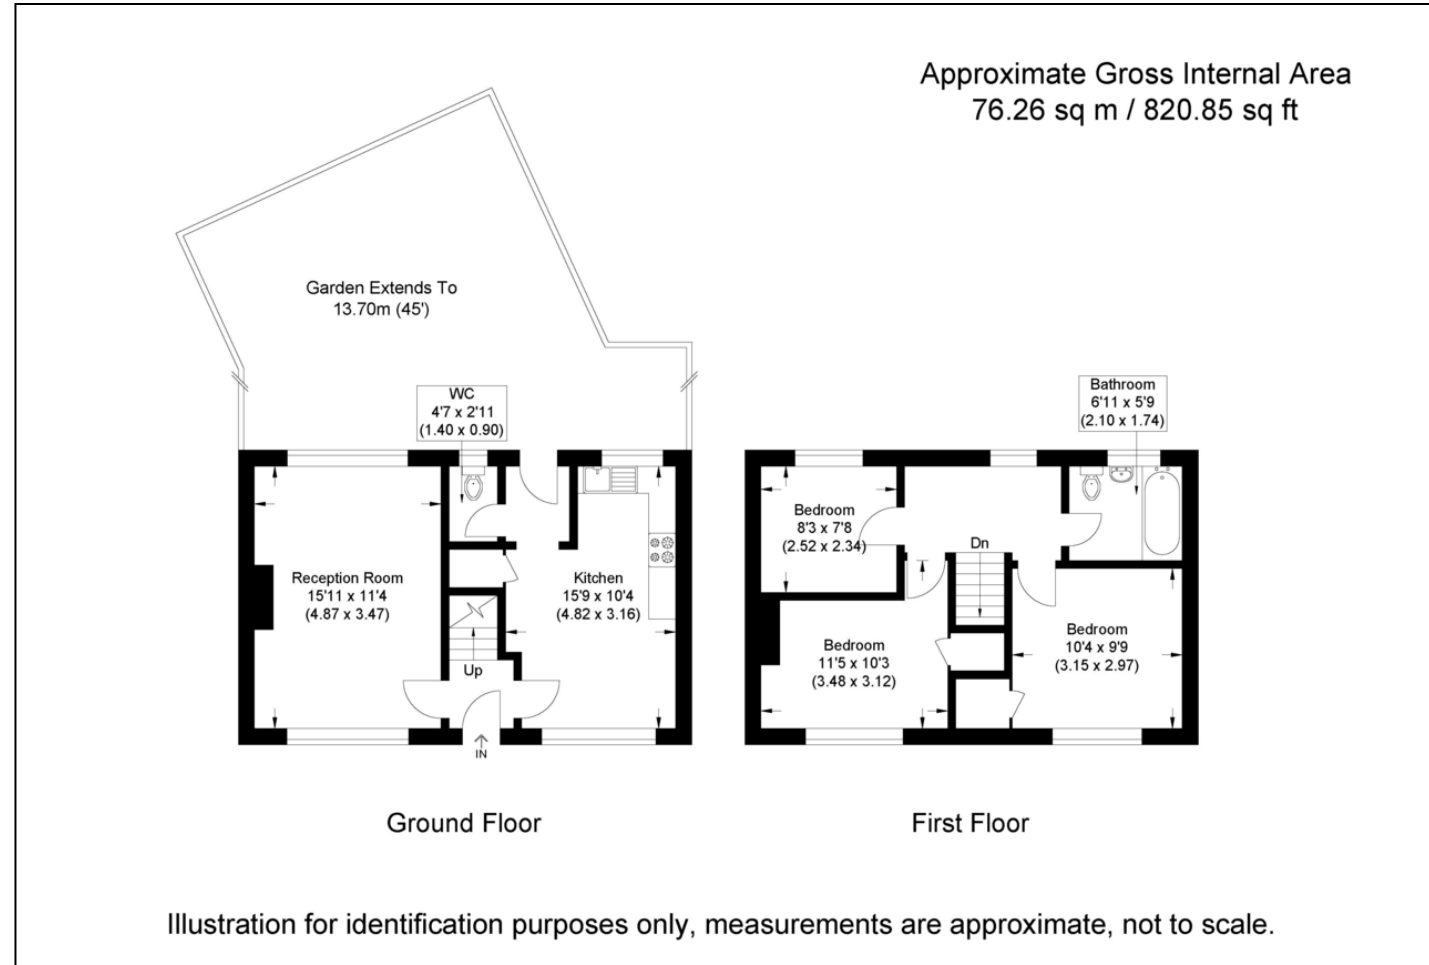 Approximate Gross Internal Area
76.26 sq m / 820.85 sq ft
Garden Extends To
13.70m (45')
WC
4'7 x 2'11
(1.40 x 0.90)
Reception Room
15'11 x 11'4
(4.87 x 3.47)
Kitchen
15'9 x 10'4
(4.82 x 3.16)
Up
IN
Ground Floor
Bathroom
6'11 x 5'9
(2.10 x 1.74)
Bedroom
8'3 x 7'8
(2.52 x 2.34)
Dn
Bedroom
11'5 x 10'3
(3.48 x 3.12)
Bedroom
10'4 x 9'9
(3.15 x 2.97)
First Floor
Illustration for identification purposes only, measurements are approximate, not to scale.